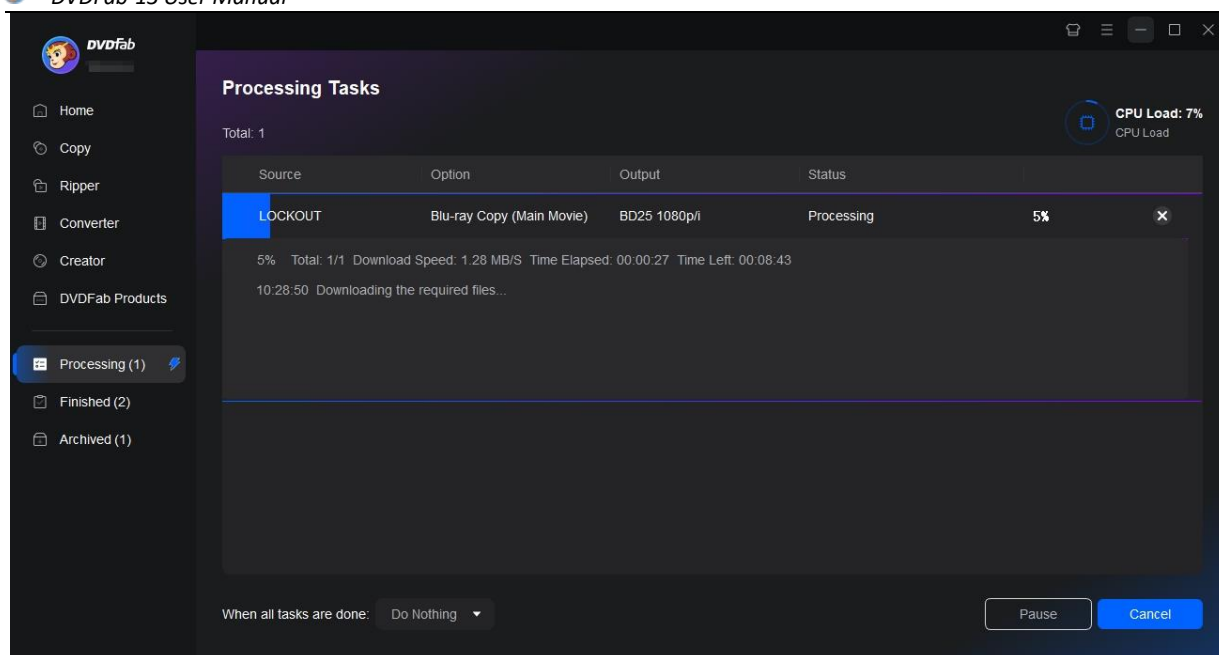 DVDFab 13 User Manual
DVDFab
Home
Copy
Ripper
Converter
Creator
DVDFab Products
Processing (1)
Finished (2)
Archived (1)
Processing Tasks
Total: 1
CPU Load: 7%
CPU Load
Source Option Output Status
LOCKOUT Blu-ray Copy (Main Movie) BD25 1080p/i Processing 5%
5% Total: 1/1 Download Speed: 1.28 MB/S Time Elapsed: 00:00:27 Time Left: 00:08:43
10:28:50 Downloading the required files...
When all tasks are done: Do Nothing Pause Cancel